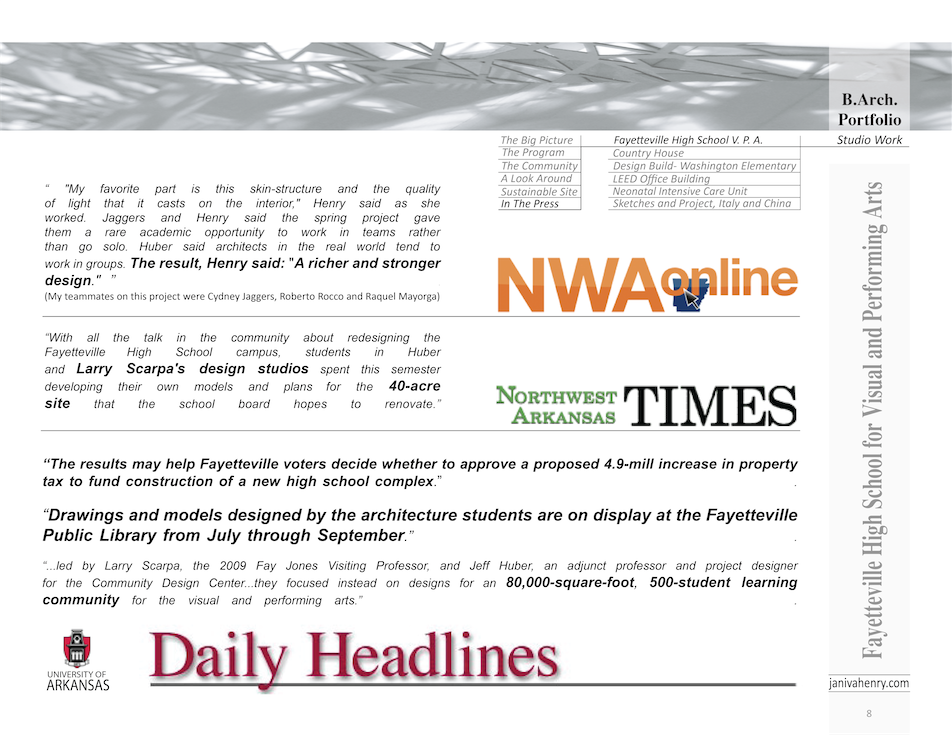 B.Arch.
Portfolio
Studio Work
The Big Picture
The Program
The Community
A Look Around
Sustainable Site
In The Press
Fayetteville High School V. P. A.
Country House
Design Build- Washington Elementary
LEED Office Building
Neonatal Intensive Care Unit
Sketches and Project, Italy and China
“ "My favorite part is this skin-structure and the quality
of light that it casts on the interior," Henry said as she
worked. Jaggers and Henry said the spring project gave
them a rare academic opportunity to work in teams rather
than go solo. Huber said architects in the real world tend to
work in groups. The result, Henry said: "A richer and stronger
design." ”
(My teammates on this project were Cydney Jaggers, Roberto Rocco and Raquel Mayorga)
NWAonline
“With all the talk in the community about redesigning the
Fayetteville High School campus, students in Huber
and Larry Scarpa's design studios spent this semester
developing their own models and plans for the 40-acre
site that the school board hopes to renovate.”
NORTHWEST
ARKANSAS
TIMES
“The results may help Fayetteville voters decide whether to approve a proposed 4.9-mill increase in property
tax to fund construction of a new high school complex.” .
“Drawings and models designed by the architecture students are on display at the Fayetteville
Public Library from July through September.” .
“...led by Larry Scarpa, the 2009 Fay Jones Visiting Professor, and Jeff Huber, an adjunct professor and project designer
for the Community Design Center...they focused instead on designs for an 80,000-square-foot, 500-student learning
community for the visual and performing arts.” .
UNIVERSITY OF
ARKANSAS
Daily Headlines
Fayetteville High School for Visual and Performing Arts
janivahenry.com
8